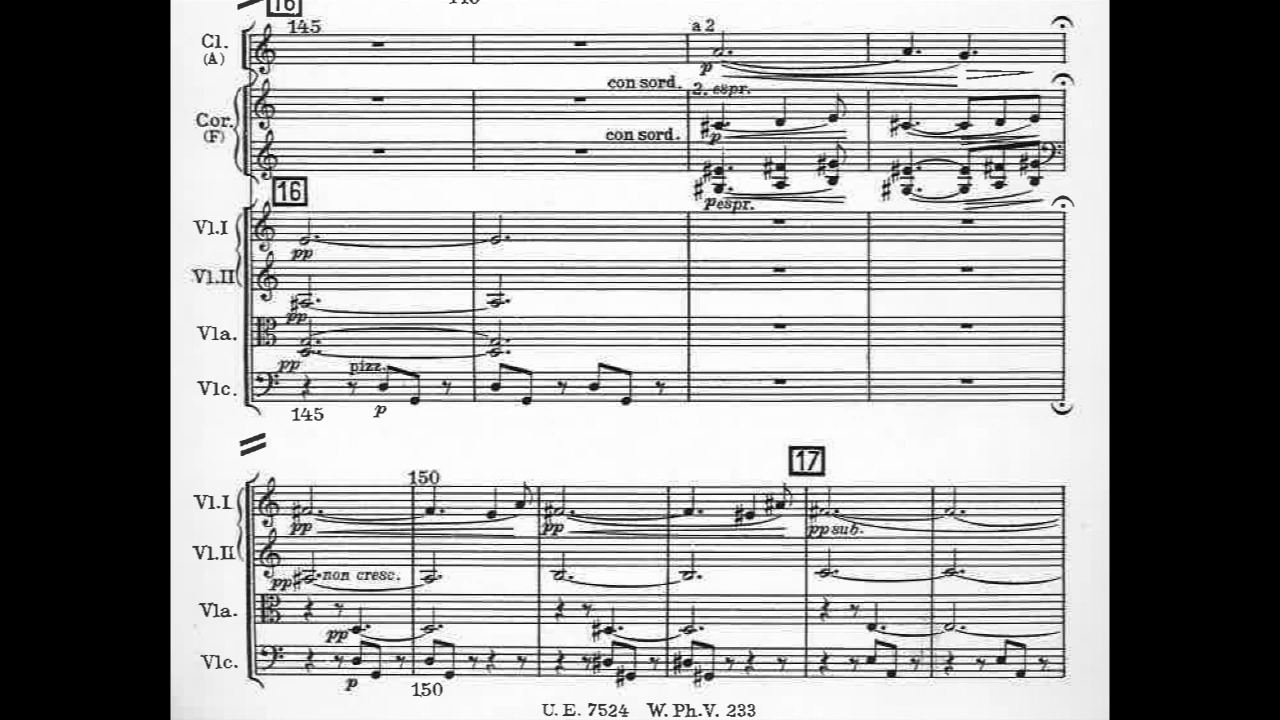 16
145
Cl.
(A)
a 2
p
con sord.
2. espr.
Cor.
(F)
p
con sord.
p espr.
16
Vl.I
pp
Vl.II
pp
Vla.
pp
pizz.
Vlc.
p
145
17
150
Vl.I
pp
pp
pp sub.
Vl.II
pp
non cresc.
Vla.
pp
Vlc.
p
150
U. E. 7524 W. Ph. V. 233